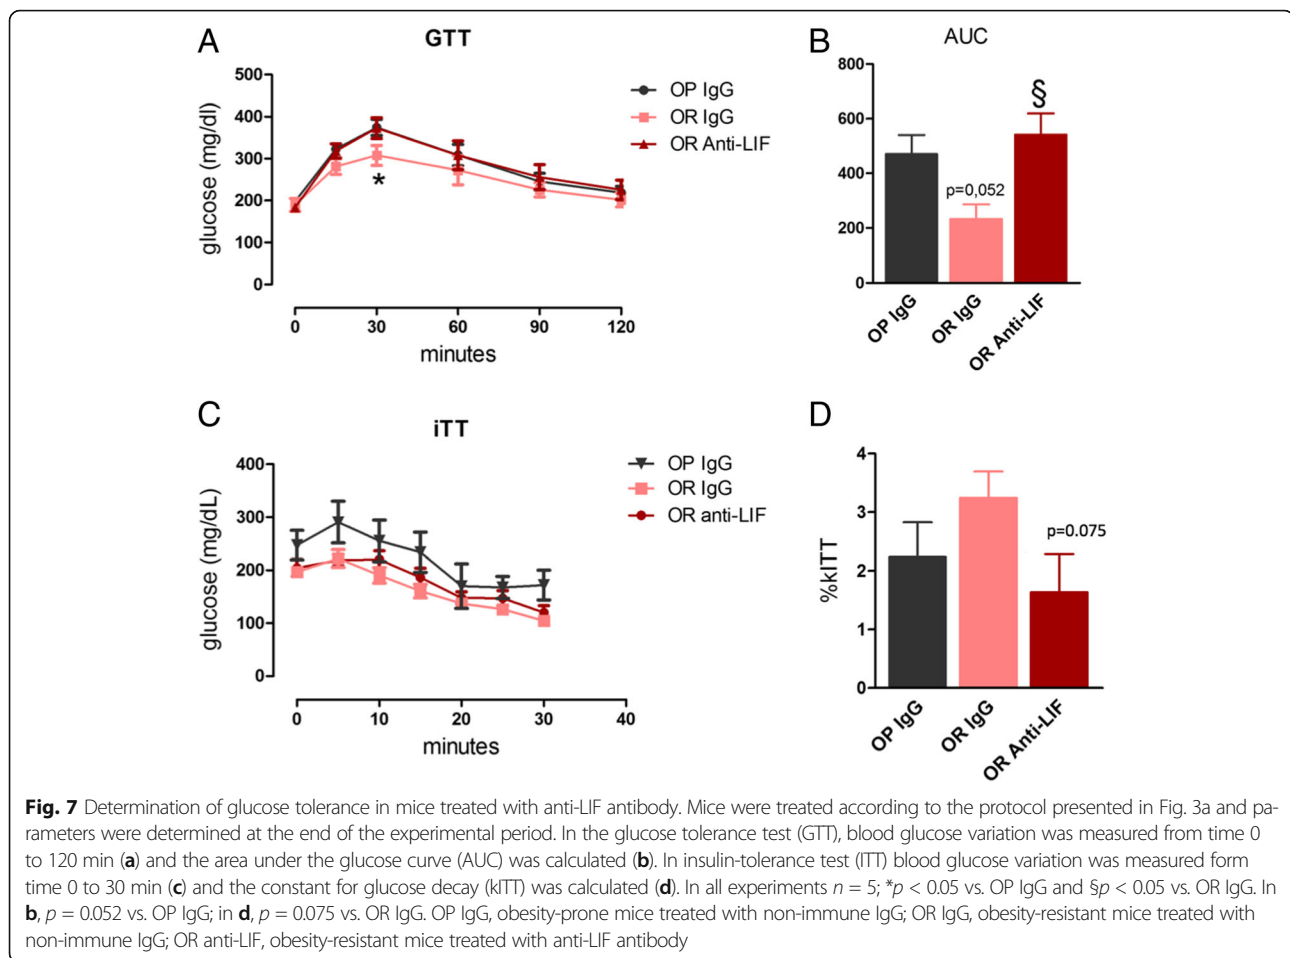 A
GTT
500
400
300
200
100
0
glucose (mg/dl)
*
0 30 60 90 120
minutes
OP IgG
OR IgG
OR Anti-LIF
B
AUC
800
600
400
200
0
p=0,052
§
OP IgG
OR IgG
OR Anti-LIF
C
iTT
400
300
200
100
0
glucose (mg/dL)
0 10 20 30 40
minutes
OP IgG
OR IgG
OR anti-LIF
D
4
3
2
1
0
%kITT
p=0.075
OP IgG
OR IgG
OR Anti-LIF
Fig. 7 Determination of glucose tolerance in mice treated with anti-LIF antibody. Mice were treated according to the protocol presented in Fig. 3a and pa-
rameters were determined at the end of the experimental period. In the glucose tolerance test (GTT), blood glucose variation was measured from time 0
to 120 min (a) and the area under the glucose curve (AUC) was calculated (b). In insulin-tolerance test (ITT) blood glucose variation was measured form
time 0 to 30 min (c) and the constant for glucose decay (kITT) was calculated (d). In all experiments n = 5; *p < 0.05 vs. OP IgG and §p < 0.05 vs. OR IgG. In
b, p = 0.052 vs. OP IgG; in d, p = 0.075 vs. OR IgG. OP IgG, obesity-prone mice treated with non-immune IgG; OR IgG, obesity-resistant mice treated with
non-immune IgG; OR anti-LIF, obesity-resistant mice treated with anti-LIF antibody